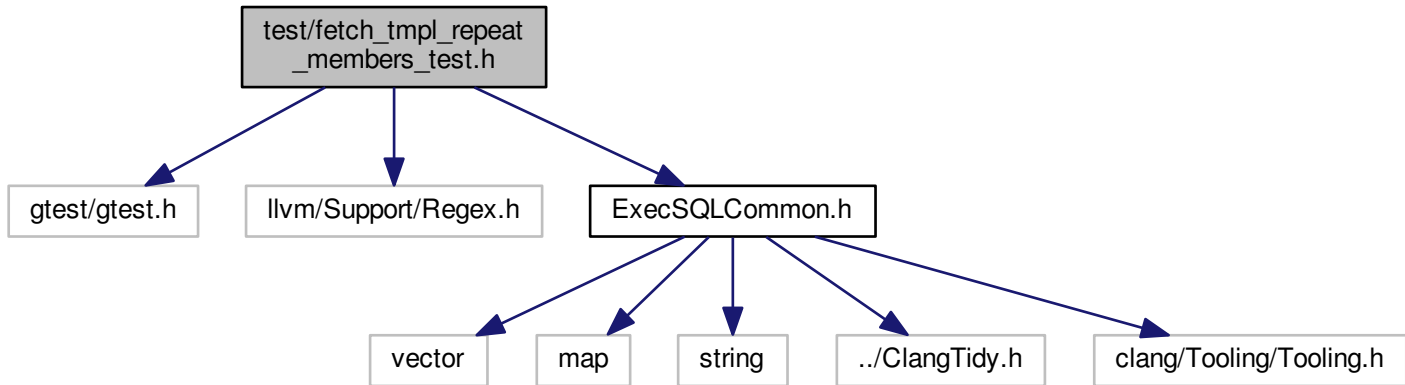 test/fetch_tmpl_repeat
_members_test.h
gtest/gtest.h
llvm/Support/Regex.h
ExecSQLCommon.h
vector
map
string
../ClangTidy.h
clang/Tooling/Tooling.h